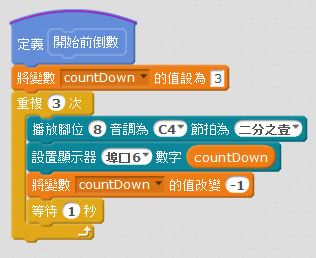 定義 開始前倒數
將變數 countDown 的值設為 3
重複 3 次
播放腳位 8 音調為 C4 節拍為 二分之壹
設置顯示器 埠口6 數字 countDown
將變數 countDown 的值改變 -1
等待 1 秒